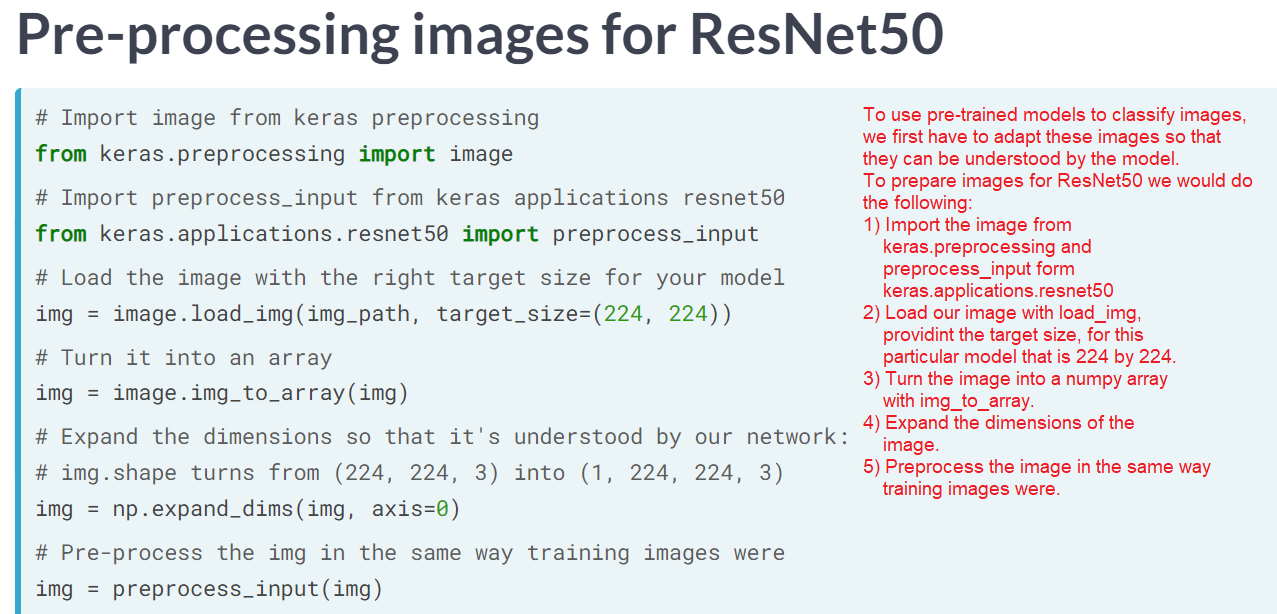 Pre-processing images for ResNet50
# Import image from keras preprocessing
from keras.preprocessing import image
# Import preprocess_input from keras applications resnet50
from keras.applications.resnet50 import preprocess_input
# Load the image with the right target size for your model
img = image.load_img(img_path, target_size=(224, 224))
# Turn it into an array
img = image.img_to_array(img)
# Expand the dimensions so that it's understood by our network:
# img.shape turns from (224, 224, 3) into (1, 224, 224, 3)
img = np.expand_dims(img, axis=0)
# Pre-process the img in the same way training images were
img = preprocess_input(img)
To use pre-trained models to classify images,
we first have to adapt these images so that
they can be understood by the model.
To prepare images for ResNet50 we would do
the following:
1) Import the image from
keras.preprocessing and
preprocess_input form
keras.applications.resnet50
2) Load our image with load_img,
providint the target size, for this
particular model that is 224 by 224.
3) Turn the image into a numpy array
with img_to_array.
4) Expand the dimensions of the
image.
5) Preprocess the image in the same way
training images were.